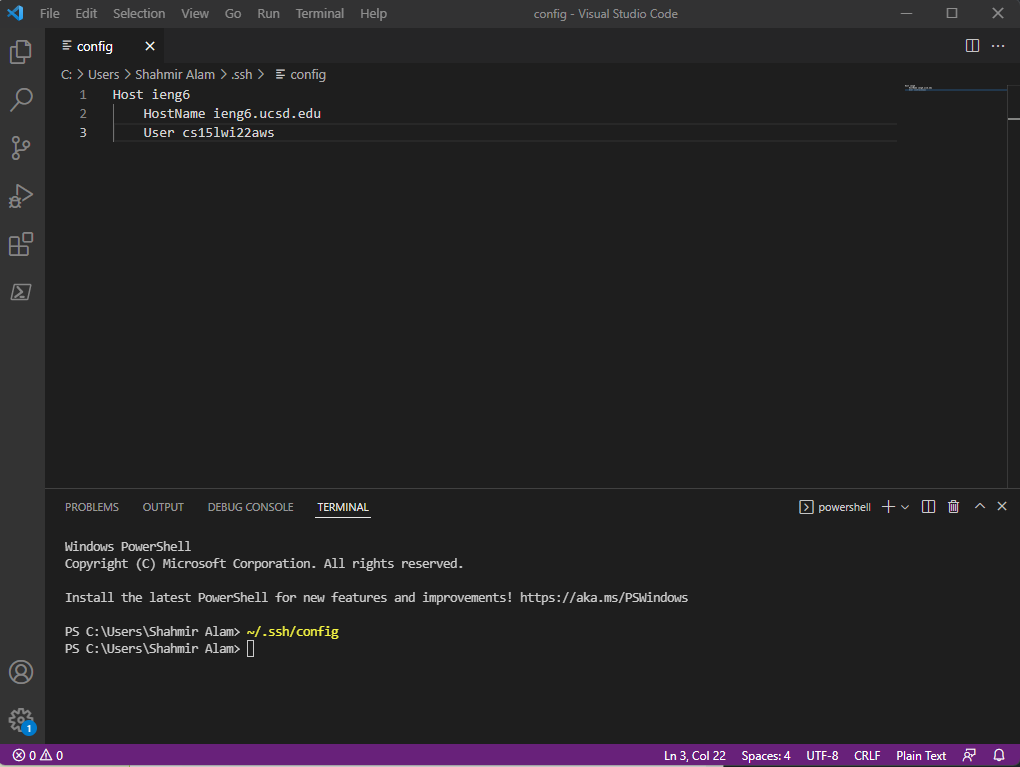 File Edit Selection View Go Run Terminal Help config - Visual Studio Code
config
C: > Users > Shahmir Alam > .ssh > config
1 Host ieng6
2 HostName ieng6.ucsd.edu
3 User cs15lwi22aws
PROBLEMS OUTPUT DEBUG CONSOLE TERMINAL powershell
Windows PowerShell
Copyright (C) Microsoft Corporation. All rights reserved.
Install the latest PowerShell for new features and improvements! https://aka.ms/PSWindows
PS C:\Users\Shahmir Alam> ~/.ssh/config
PS C:\Users\Shahmir Alam>
1
0 0 Ln 3, Col 22 Spaces: 4 UTF-8 CRLF Plain Text